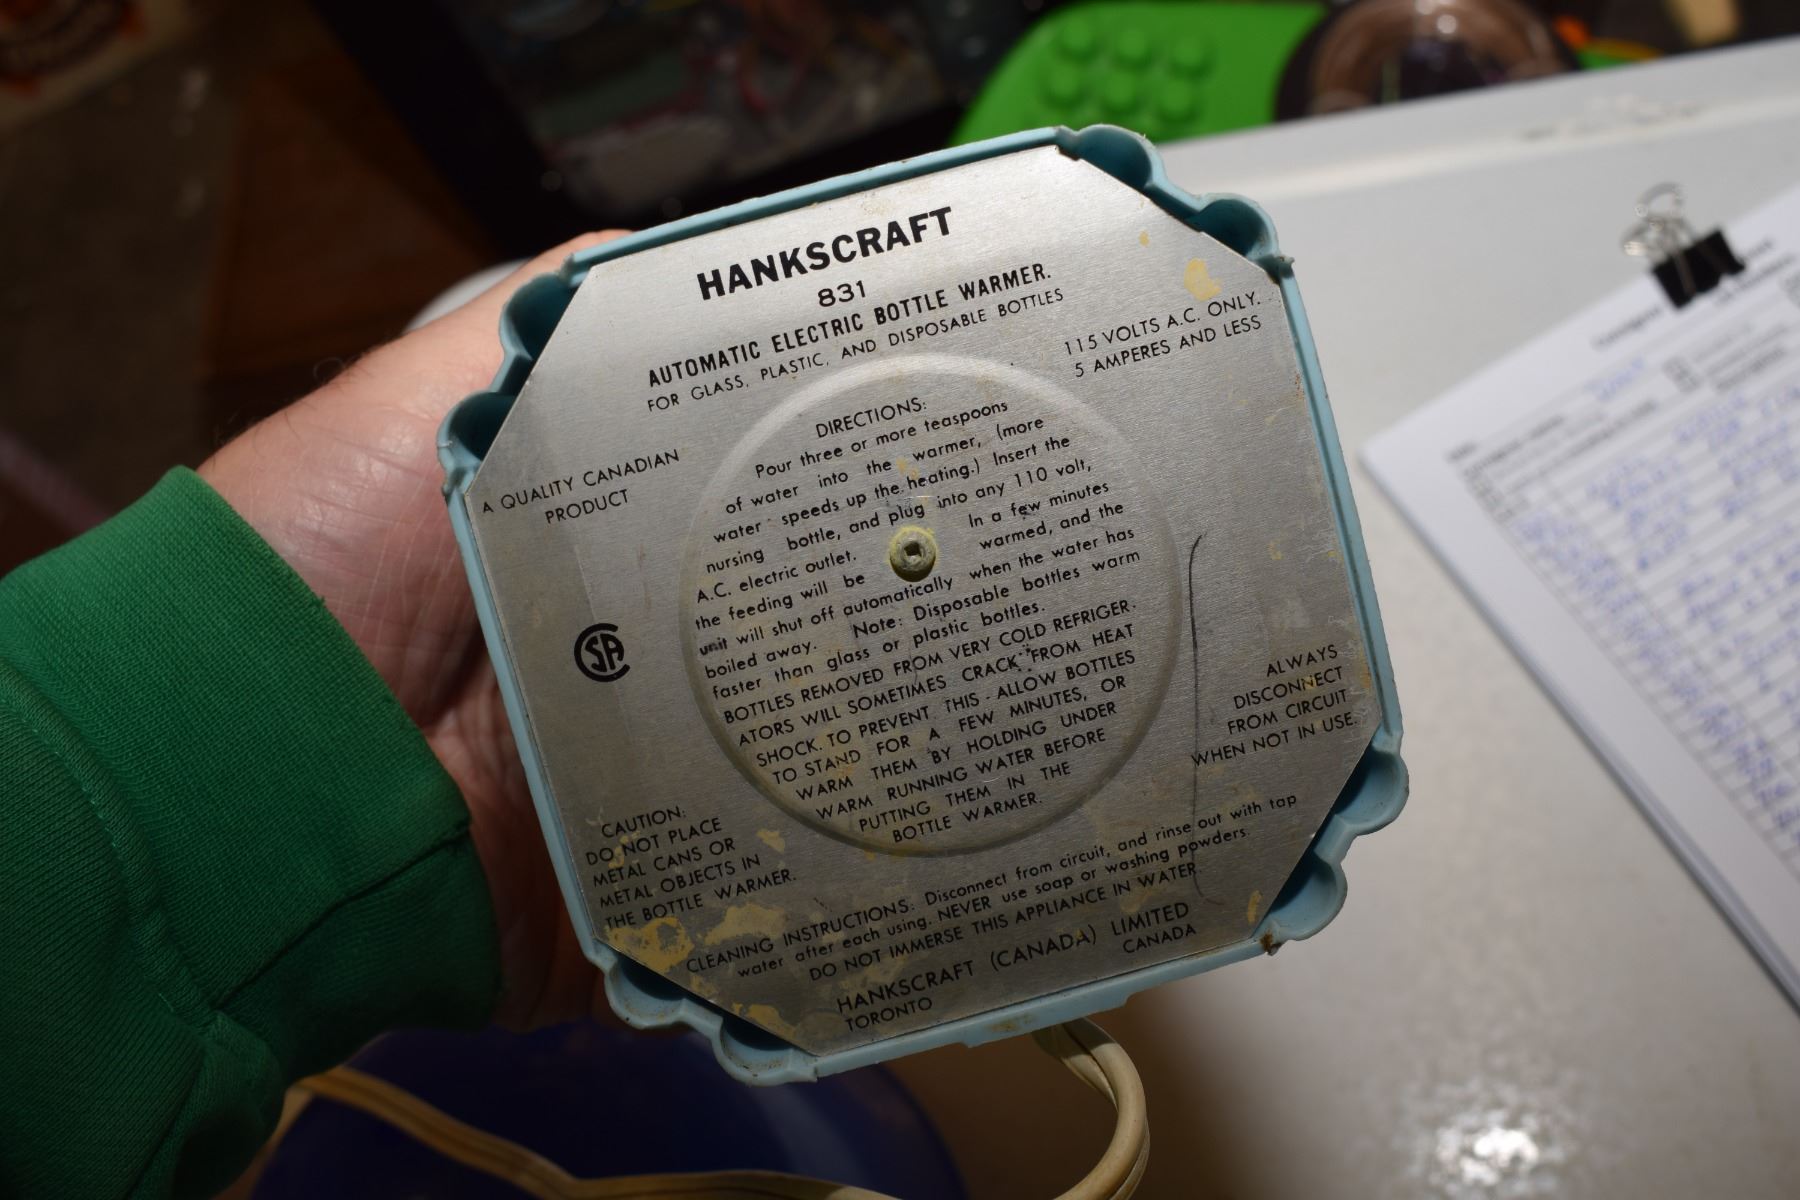 HANKSCRAFT
831
AUTOMATIC ELECTRIC BOTTLE WARMER.
FOR GLASS, PLASTIC, AND DISPOSABLE BOTTLES
115 VOLTS A.C. ONLY.
5 AMPERES AND LESS
A QUALITY CANADIAN
PRODUCT
DIRECTIONS:
Pour three or more teaspoons
of water into the warmer, (more
water speeds up the heating.) Insert the
nursing bottle, and plug into any 110 volt,
A.C. electric outlet. In a few minutes
the feeding will be warmed, and the
unit will shut off automatically when the water has
boiled away. Note: Disposable bottles warm
faster than glass or plastic bottles.
BOTTLES REMOVED FROM VERY COLD REFRIGER-
ATORS WILL SOMETIMES CRACK FROM HEAT
SHOCK. TO PREVENT THIS - ALLOW BOTTLES
TO STAND FOR A FEW MINUTES, OR
WARM THEM BY HOLDING UNDER
WARM RUNNING WATER BEFORE
PUTTING THEM IN THE
BOTTLE WARMER.
CSA
ALWAYS
DISCONNECT
FROM CIRCUIT
WHEN NOT IN USE.
CAUTION:
DO NOT PLACE
METAL CANS OR
METAL OBJECTS IN
THE BOTTLE WARMER.
CLEANING INSTRUCTIONS: Disconnect from circuit, and rinse out with tap
water after each using. NEVER use soap or washing powders.
DO NOT IMMERSE THIS APPLIANCE IN WATER.
HANKSCRAFT (CANADA) LIMITED
TORONTO CANADA